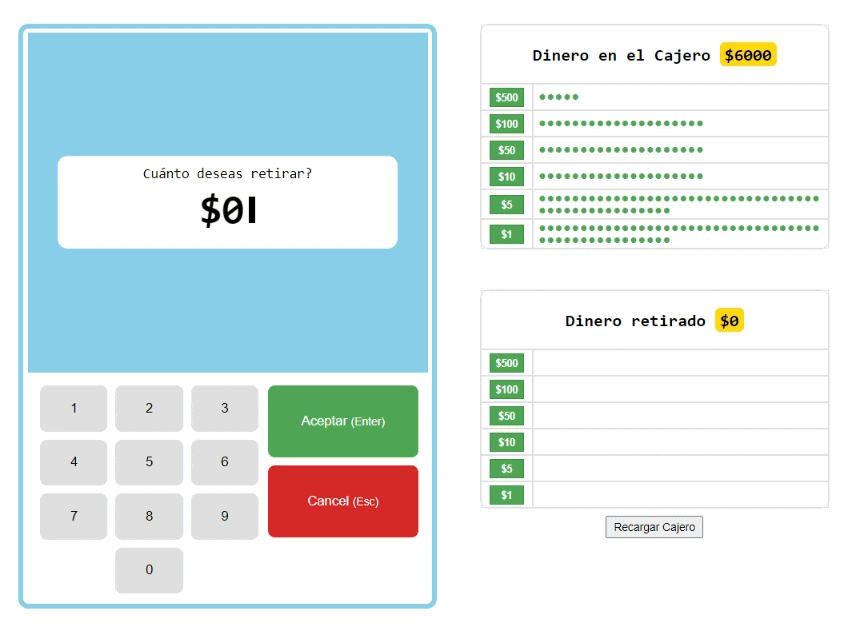 Cuánto deseas retirar?
$0
1 2 3
Aceptar (Enter)
4 5 6
Cancel (Esc)
7 8 9
0
Dinero en el Cajero $6000
$500
$100
$50
$10
$5
$1
Dinero retirado $0
$500
$100
$50
$10
$5
$1
Recargar Cajero